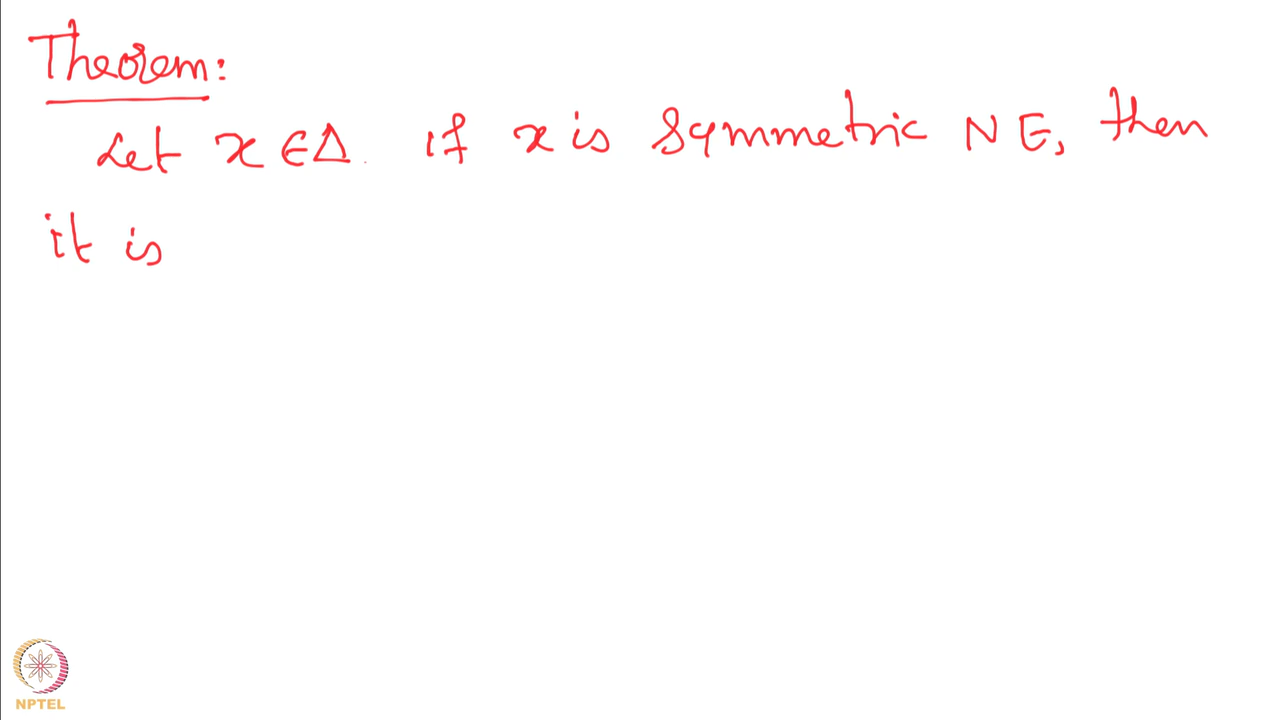 Theorem:
Let x ∈ Δ. If x is symmetric NE, then
it is
NPTEL